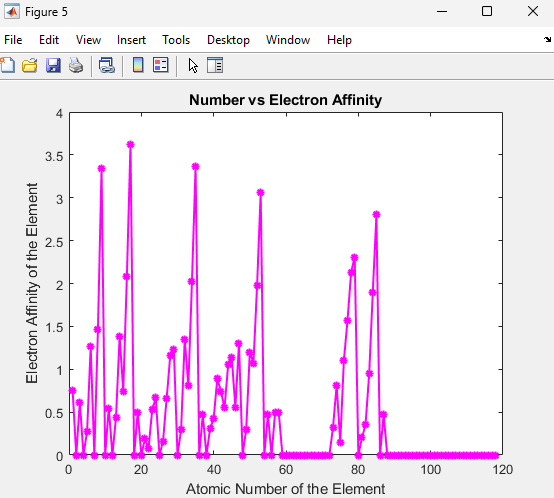 Figure 5
File Edit View Insert Tools Desktop Window Help
Number vs Electron Affinity
4
3.5
3
2.5
2
1.5
1
0.5
0
Electron Affinity of the Element
0 20 40 60 80 100 120
Atomic Number of the Element